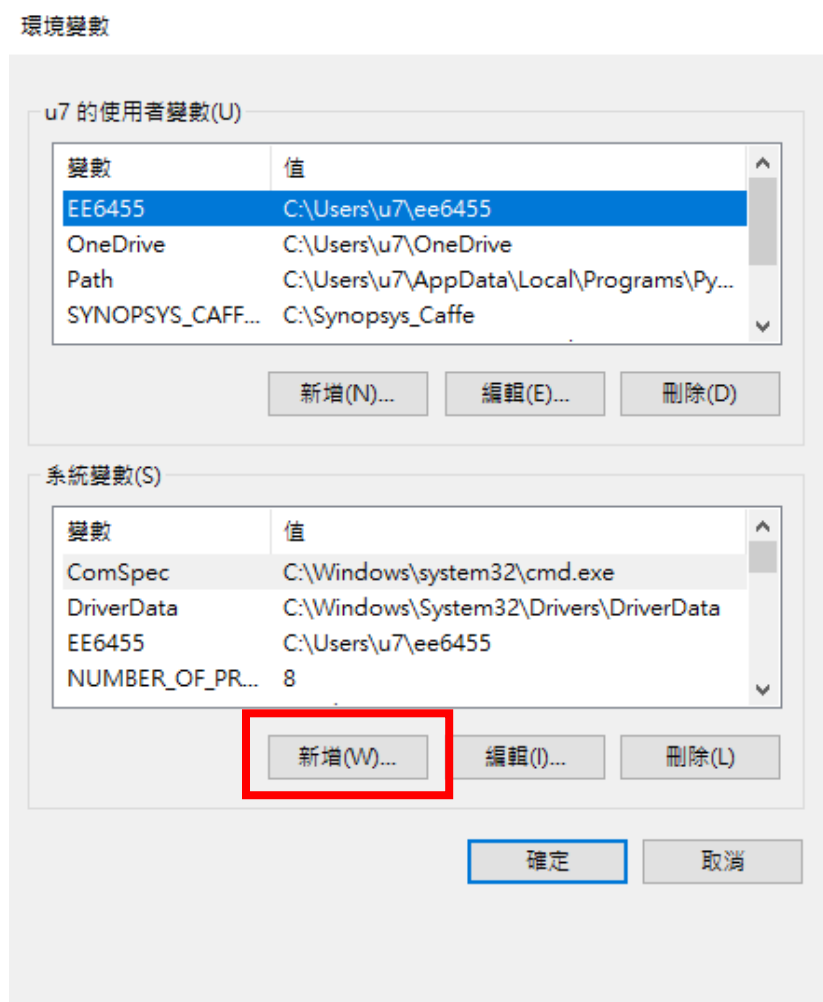 環境變數
u7 的使用者變數(U)
變數 值
EE6455 C:\Users\u7\ee6455
OneDrive C:\Users\u7\OneDrive
Path C:\Users\u7\AppData\Local\Programs\Py...
SYNOPSYS_CAFF... C:\Synopsys_Caffe
新增(N)... 編輯(E)... 刪除(D)
系統變數(S)
變數 值
ComSpec C:\Windows\system32\cmd.exe
DriverData C:\Windows\System32\Drivers\DriverData
EE6455 C:\Users\u7\ee6455
NUMBER_OF_PR... 8
新增(W)... 編輯(I)... 刪除(L)
確定 取消